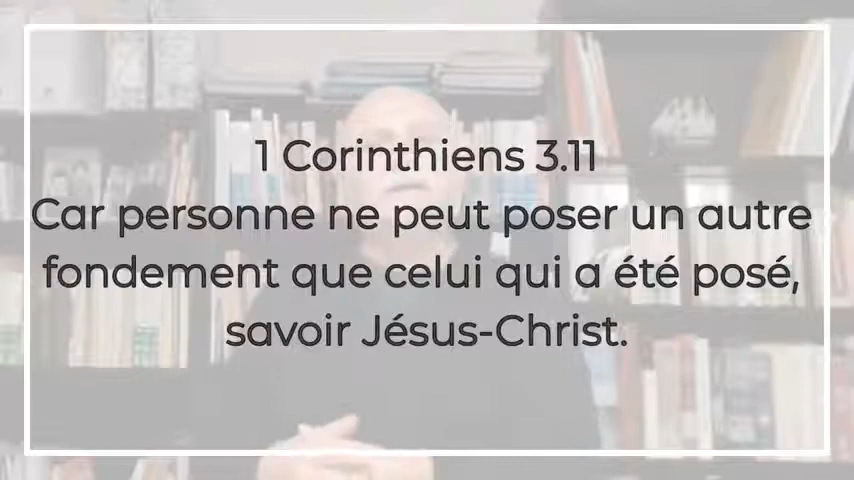 1 Corinthiens 3.11
Car personne ne peut poser un autre
fondement que celui qui a été posé,
savoir Jésus-Christ.